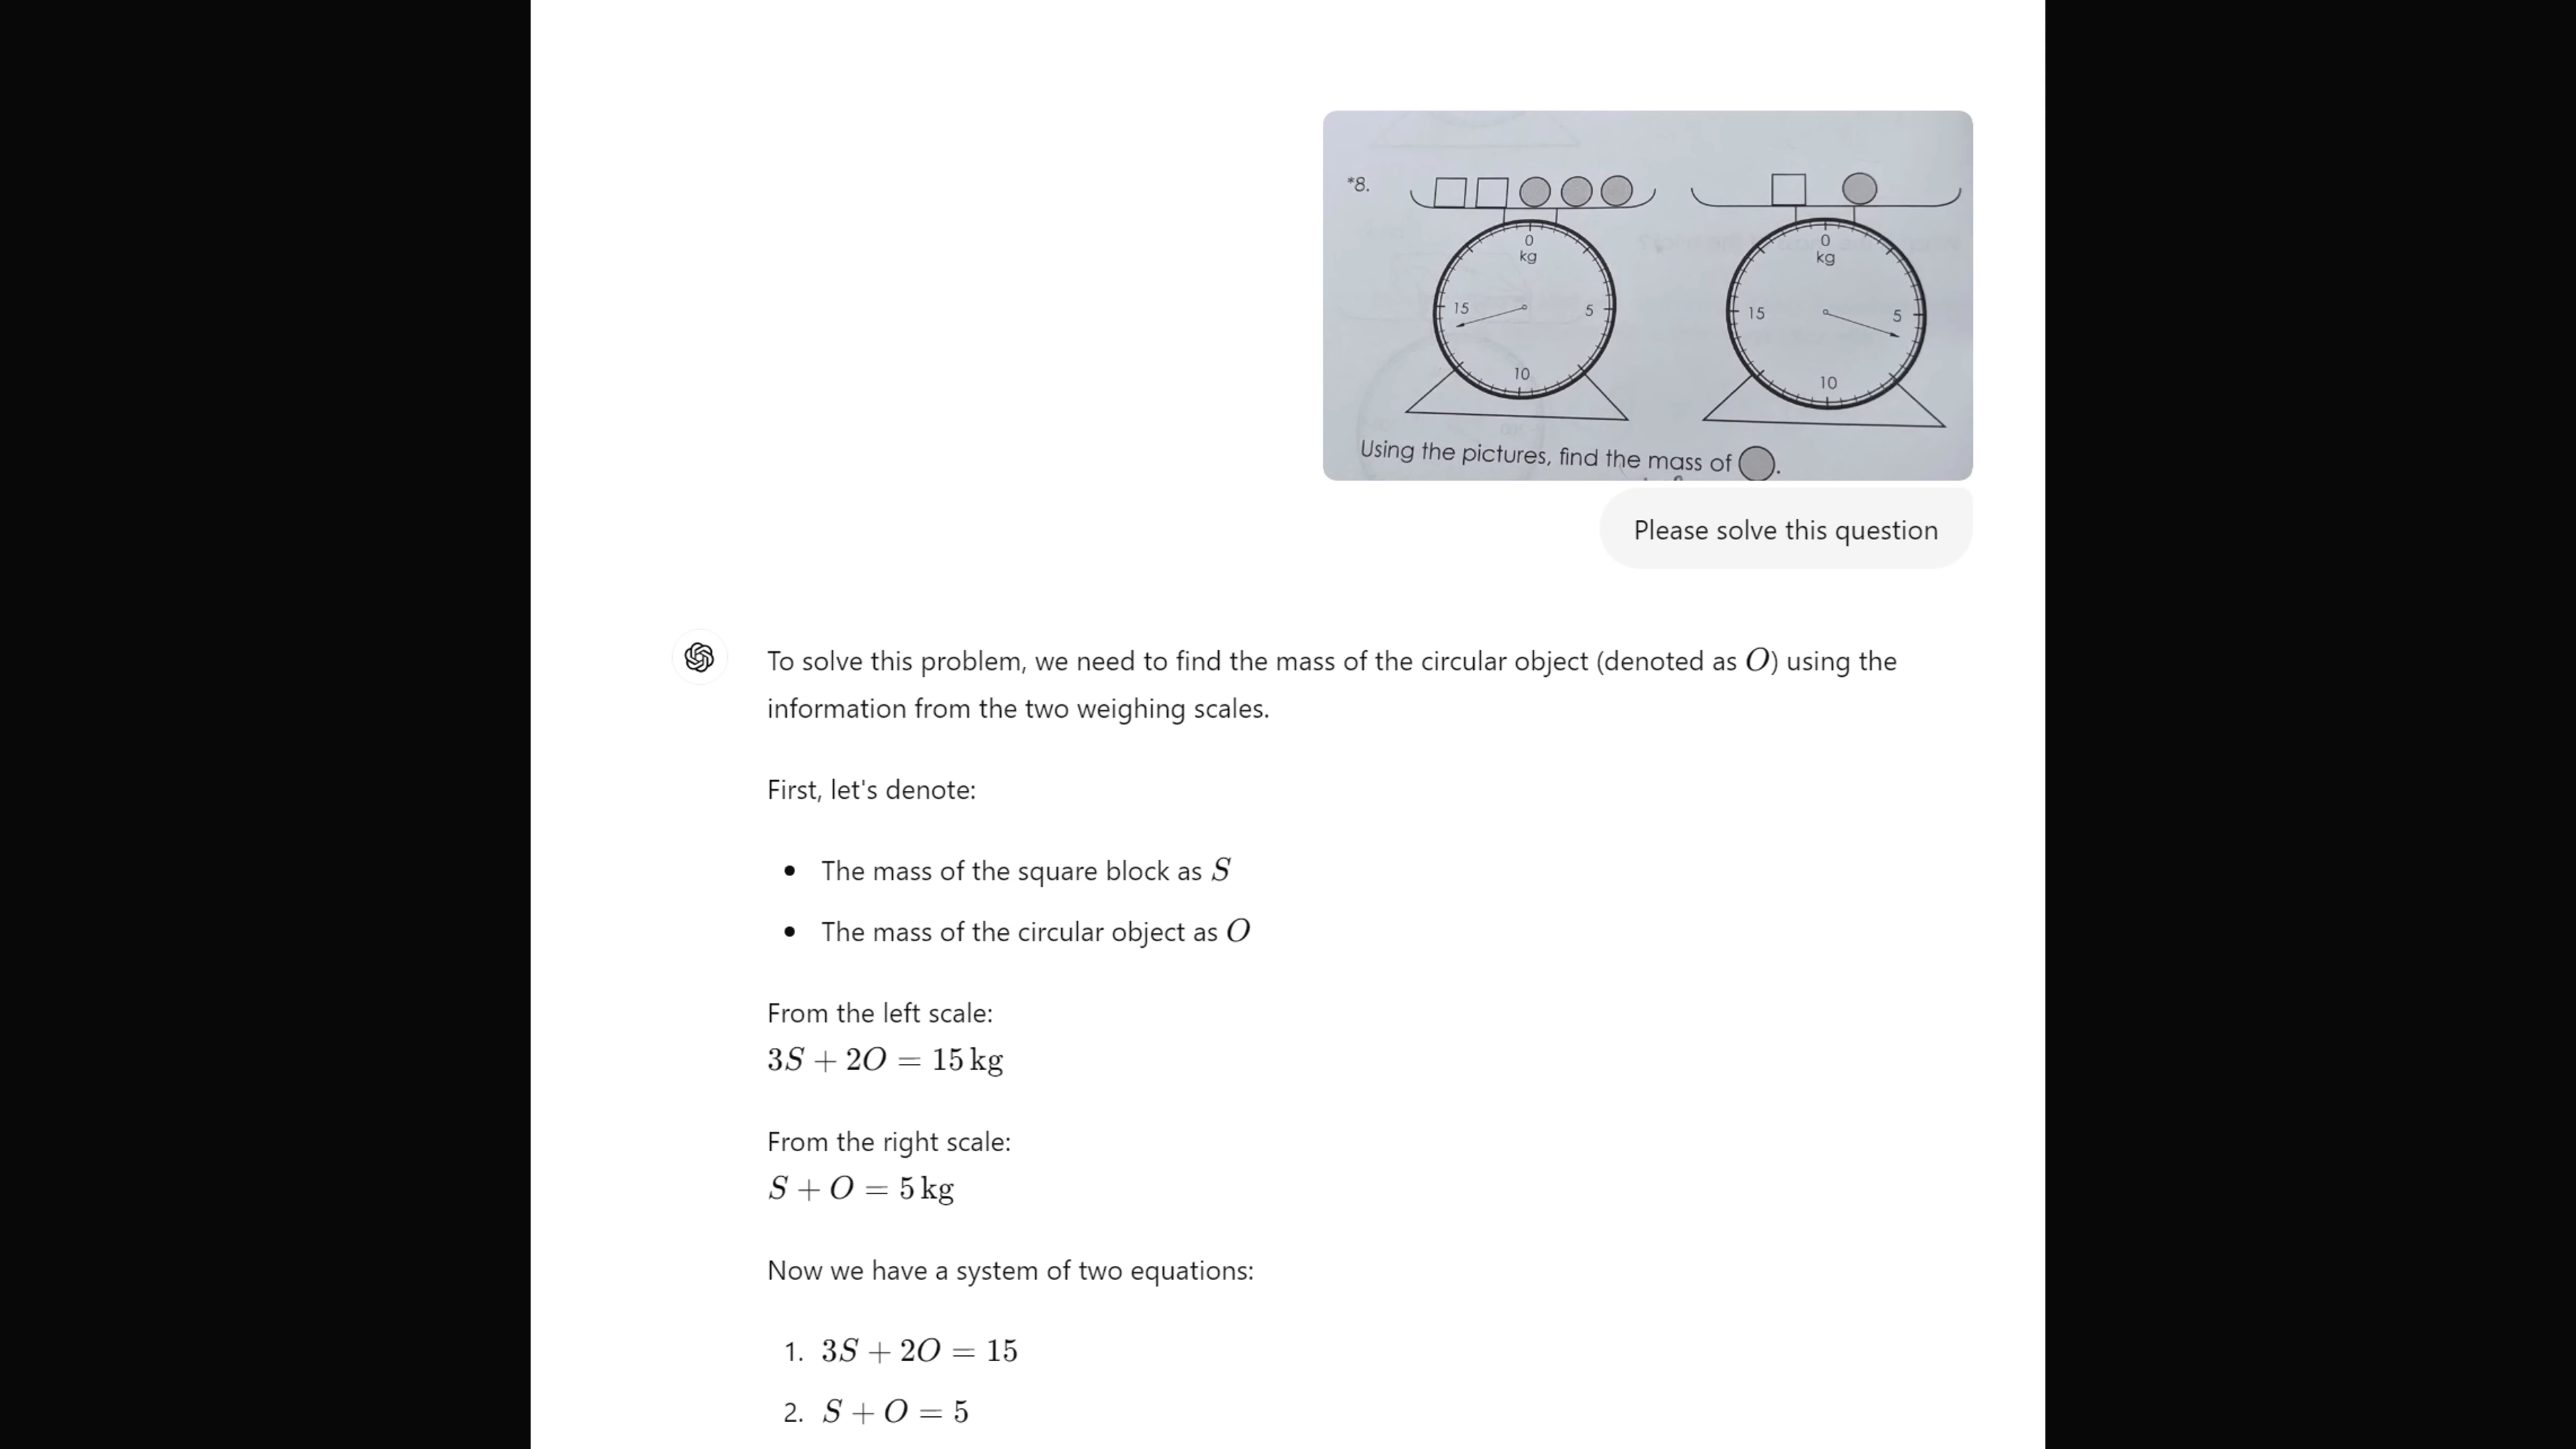 *8.
0
kg
15
5
10
0
kg
15
5
10
Using the pictures, find the mass of
Please solve this question
To solve this problem, we need to find the mass of the circular object (denoted as O) using the
information from the two weighing scales.
First, let's denote:
• The mass of the square block as S
• The mass of the circular object as O
From the left scale:
3S + 2O = 15 kg
From the right scale:
S + O = 5 kg
Now we have a system of two equations:
1. 3S + 2O = 15
2. S + O = 5